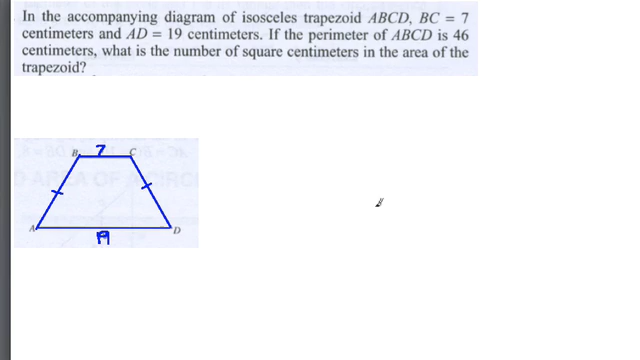 In the accompanying diagram of isosceles trapezoid ABCD, BC = 7
centimeters and AD = 19 centimeters. If the perimeter of ABCD is 46
centimeters, what is the number of square centimeters in the area of the
trapezoid?
B 7 C
A D
19